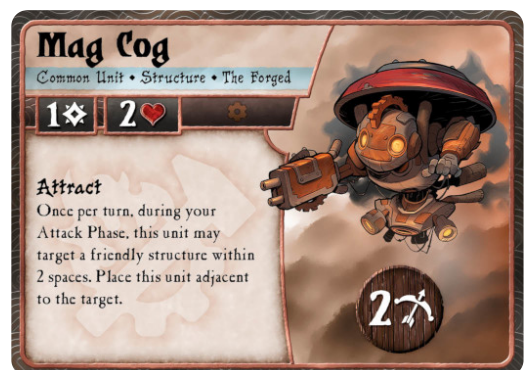 Mag Cog
Common Unit • Structure • The Forged
1 2
Attract
Once per turn, during your
Attack Phase, this unit may
target a friendly structure within
2 spaces. Place this unit adjacent
to the target.
2